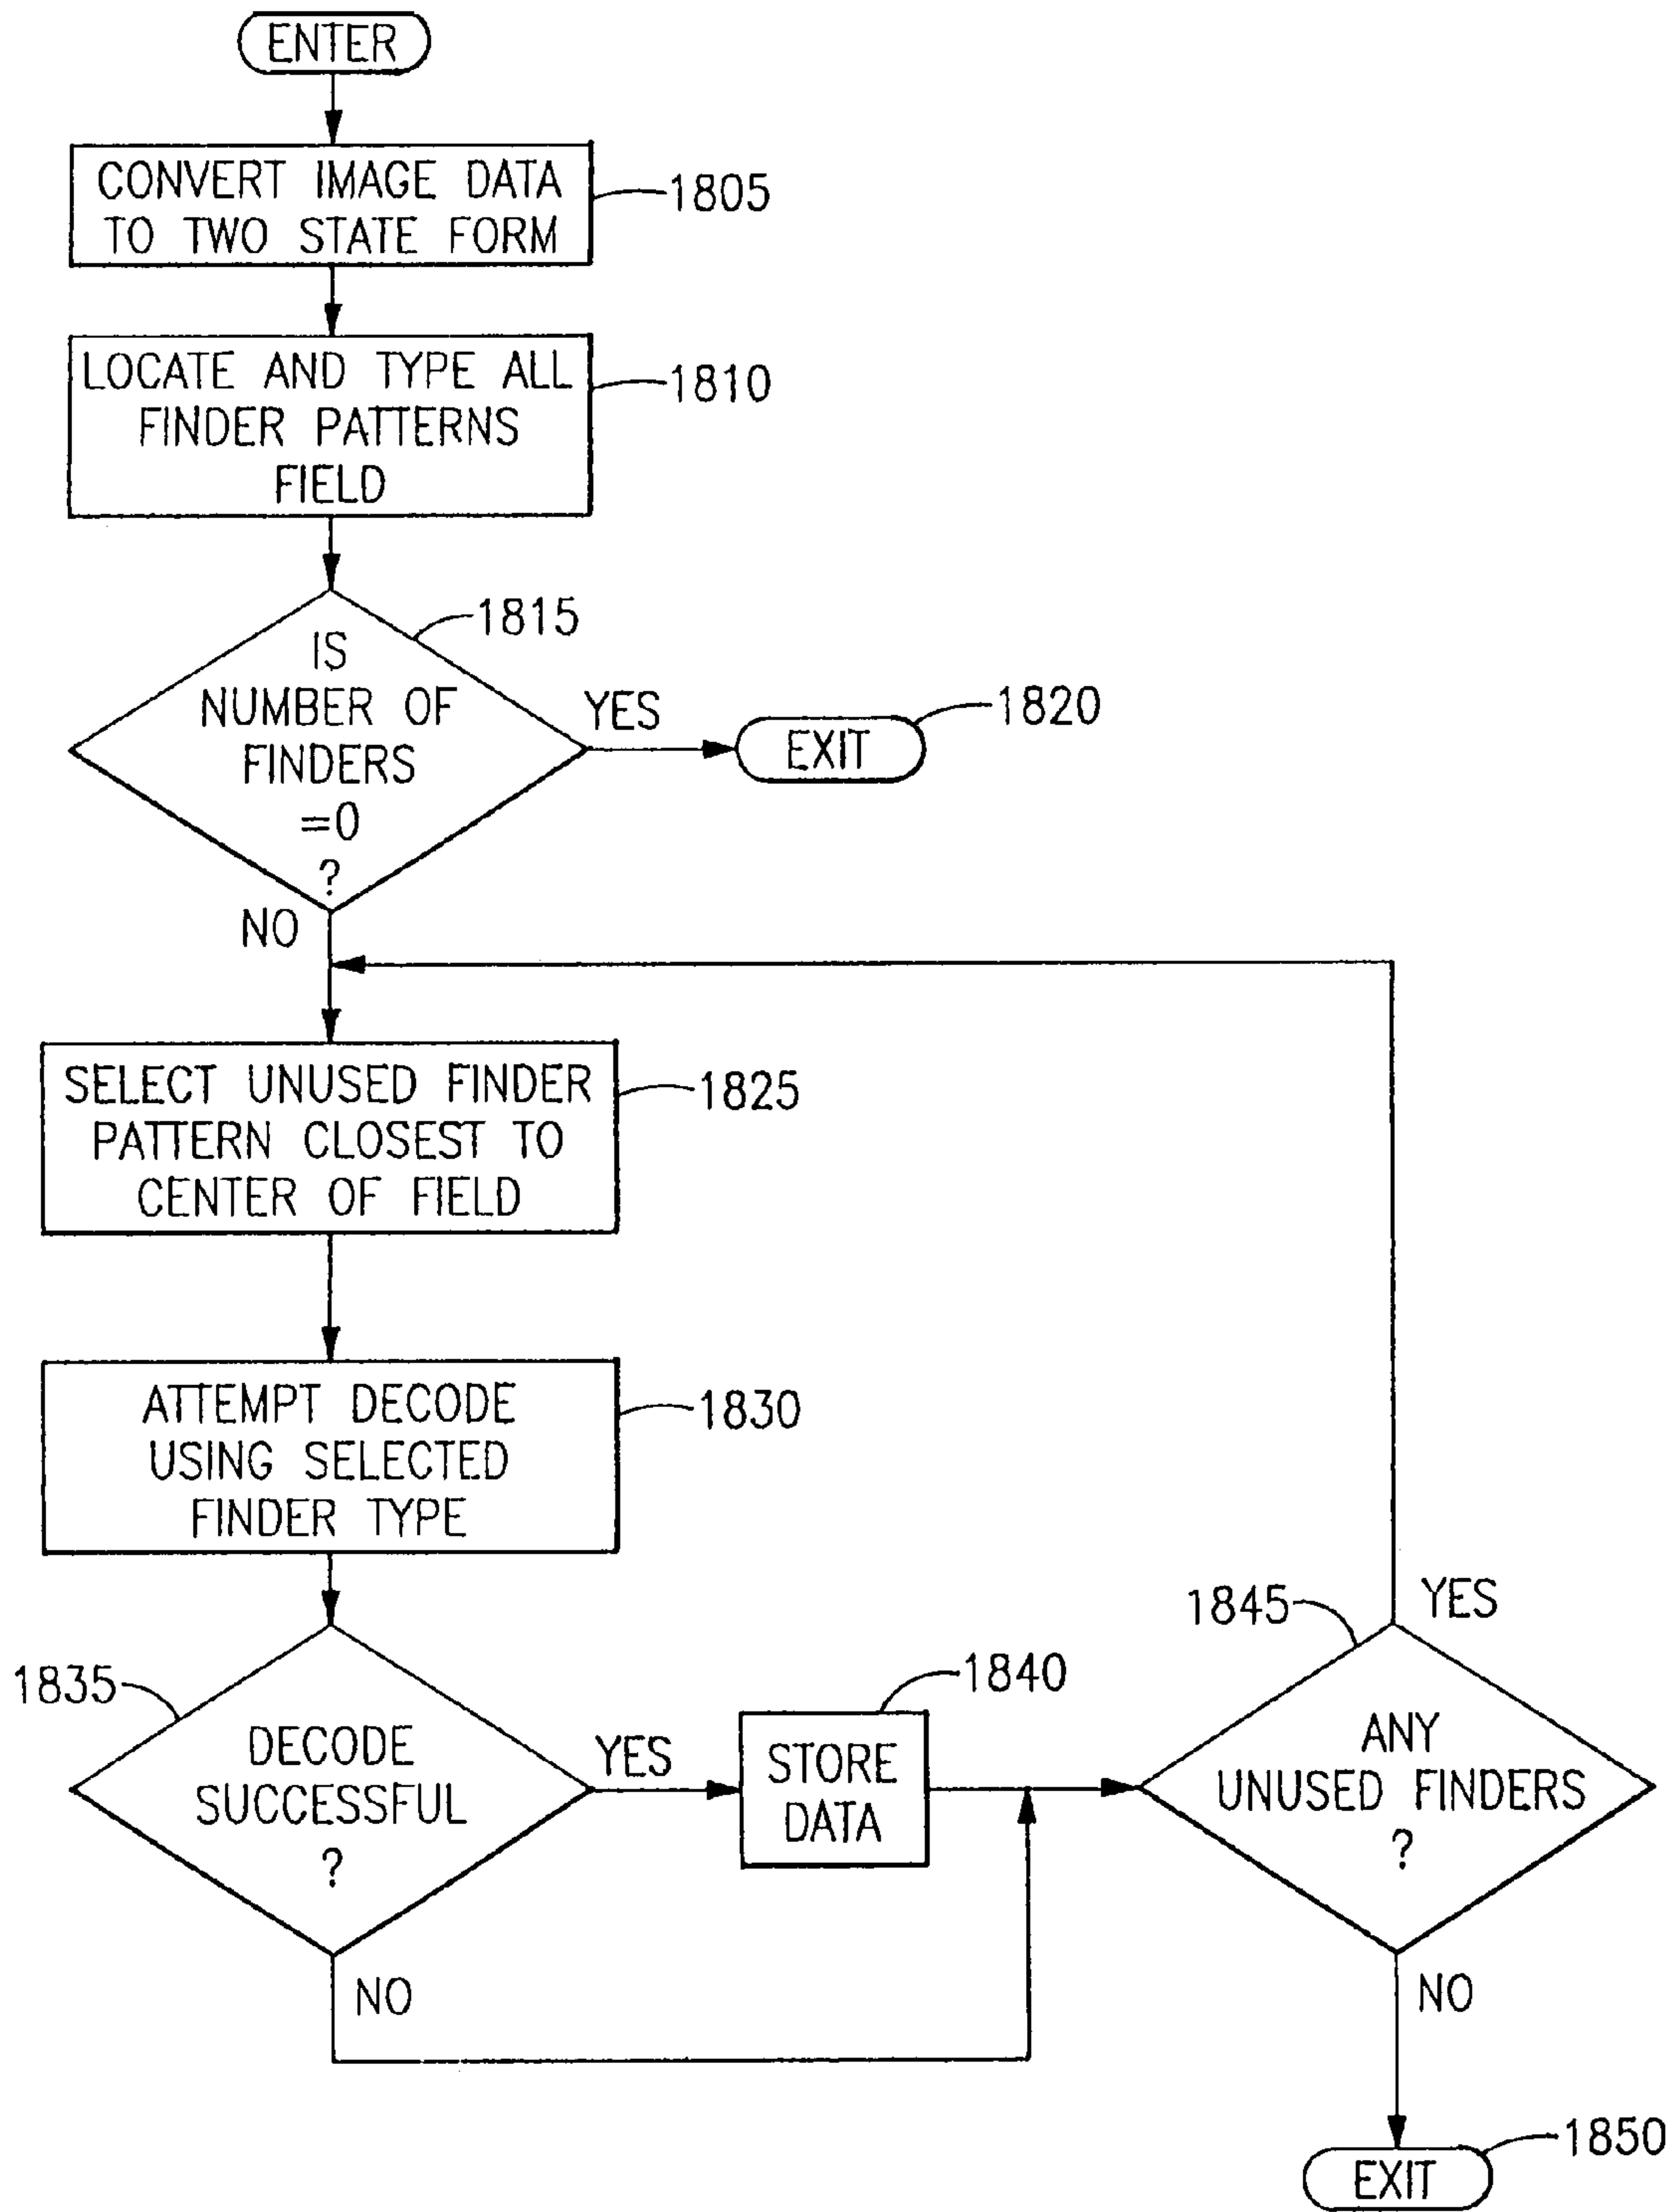 ENTER
CONVERT IMAGE DATA
TO TWO STATE FORM
1805
LOCATE AND TYPE ALL
FINDER PATTERNS
FIELD
1810
IS
NUMBER OF
FINDERS
=0
?
1815
YES
EXIT
1820
NO
SELECT UNUSED FINDER
PATTERN CLOSEST TO
CENTER OF FIELD
1825
ATTEMPT DECODE
USING SELECTED
FINDER TYPE
1830
1835
DECODE
SUCCESSFUL
?
YES
NO
1840
STORE
DATA
1845
YES
ANY
UNUSED FINDERS
?
NO
1850
EXIT